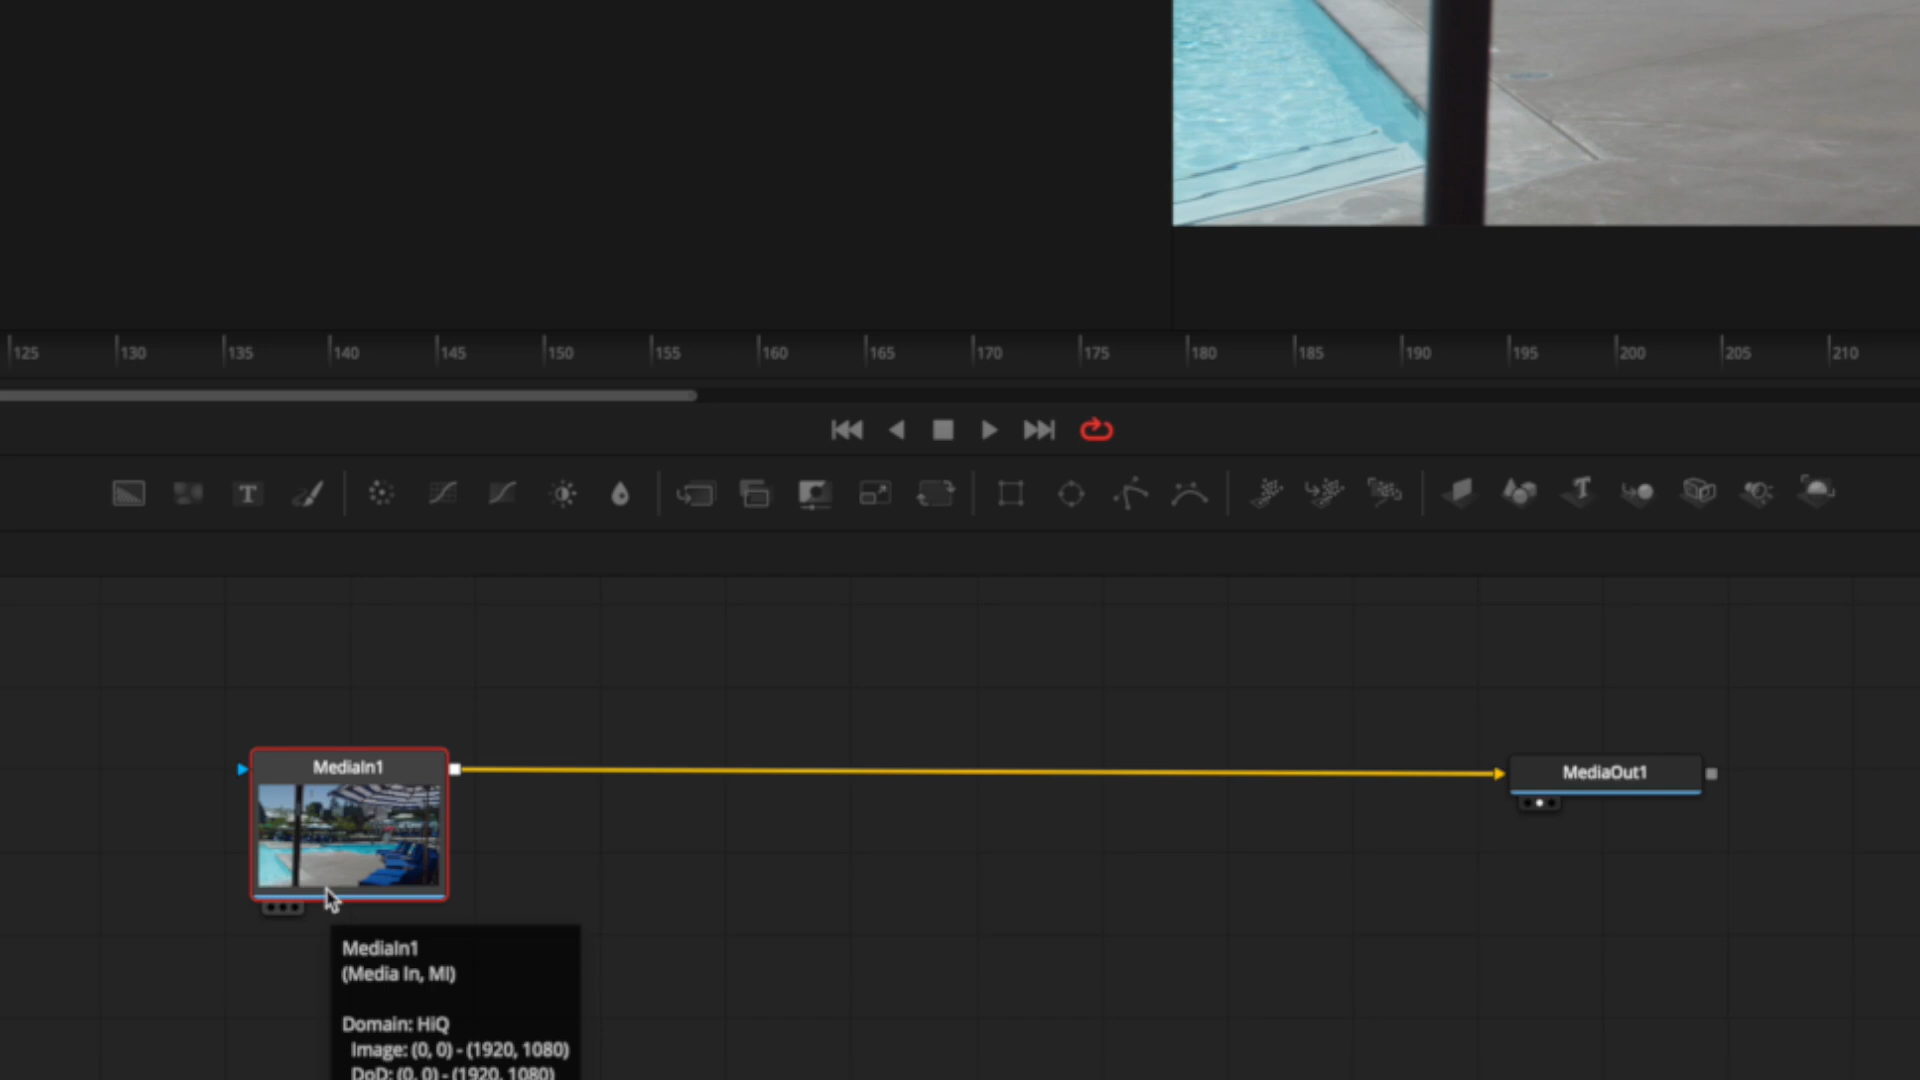 125 130 135 140 145 150 155 160 165 170 175 180 185 190 195 200 205 210
T
T
MediaIn1
MediaOut1
MediaIn1
(Media In, MI)
Domain: HiQ
Image: (0, 0) - (1920, 1080)
DoD: (0, 0) - (1920, 1080)